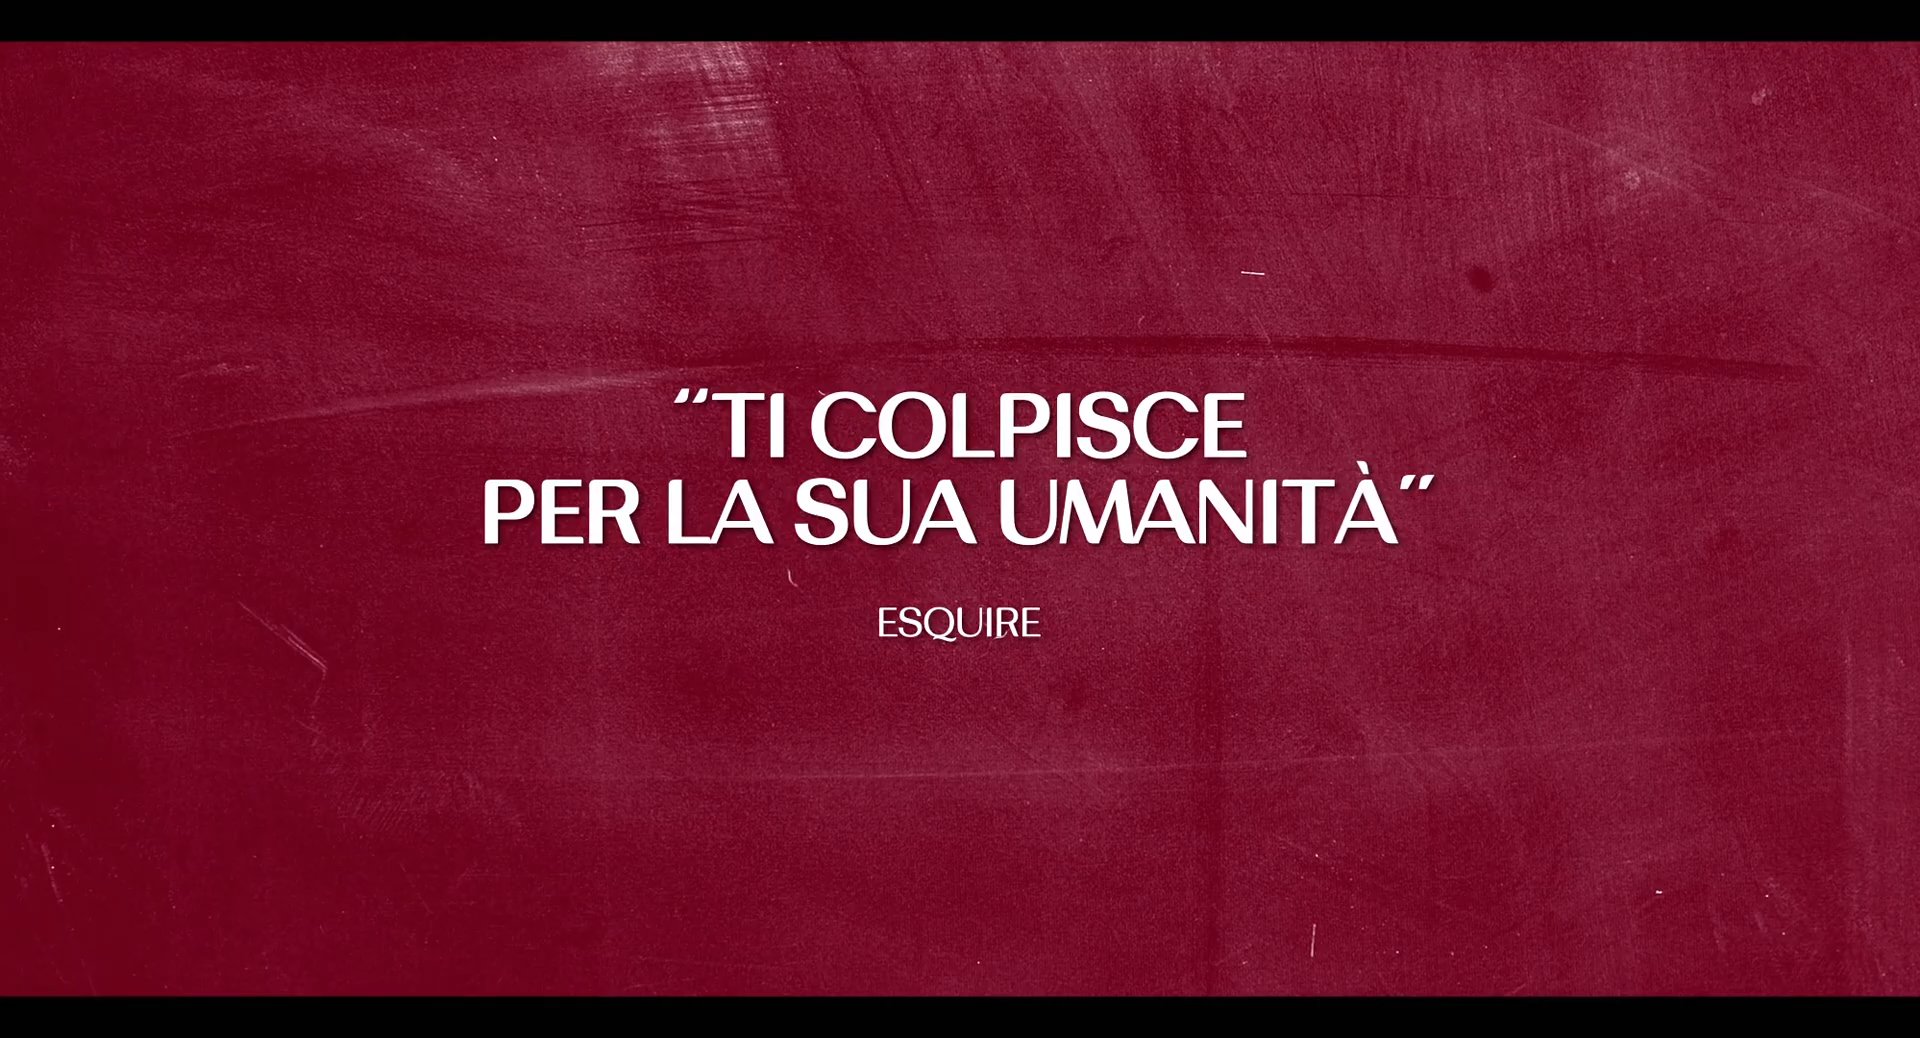 “TI COLPISCE
PER LA SUA UMANITÀ”
ESQUIRE